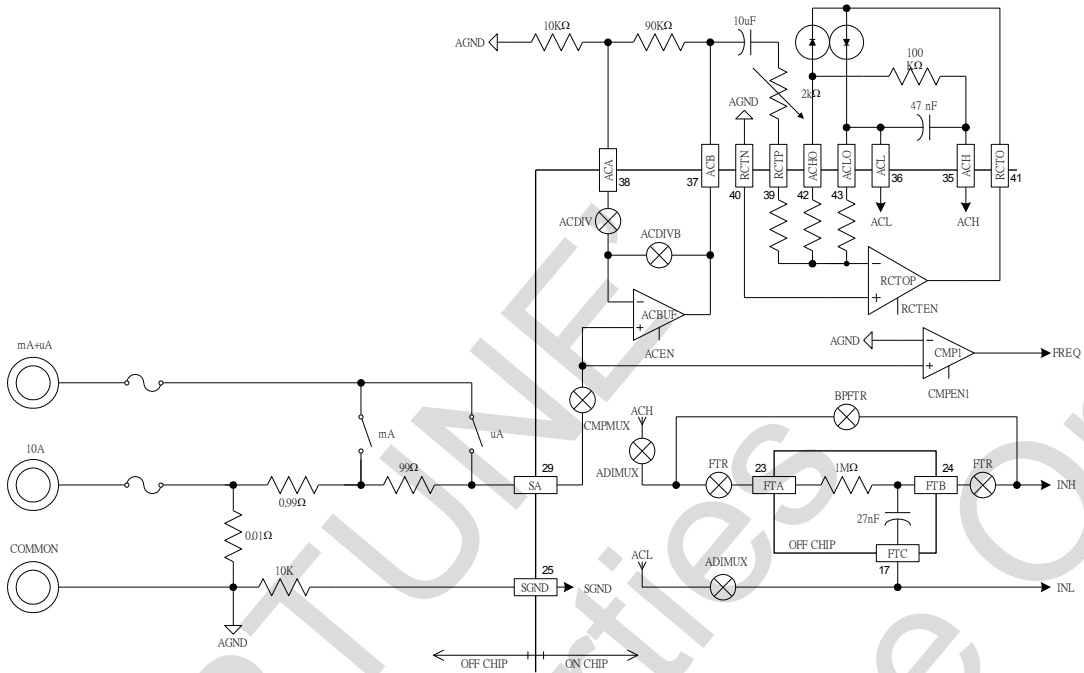 10KΩ
90KΩ
10uF
AGND
100
KΩ
2kΩ
AGND
47 nF
ACA
ACB
RCTN
RCTP
ACHO
ACLO
ACL
ACH
RCTO
38
37
40
39
42
43
36
35
41
ACL
ACH
ACDIV
ACDIVB
RCTOP
RCTEN
ACBUF
ACEN
AGND
CMP1
FREQ
CMPEN1
mA+uA
mA
uA
CMPMUX
ACH
ADIMUX
BPFTR
10A
0.99Ω
99Ω
29
SA
FTR
23
FTA
1MΩ
24
FTB
FTR
INH
27nF
0.01Ω
OFF CHIP
FTC
17
COMMON
10K
25
SGND
SGND
ACL
ADIMUX
INL
AGND
OFF CHIP
ON CHIP
TUNE'
rties